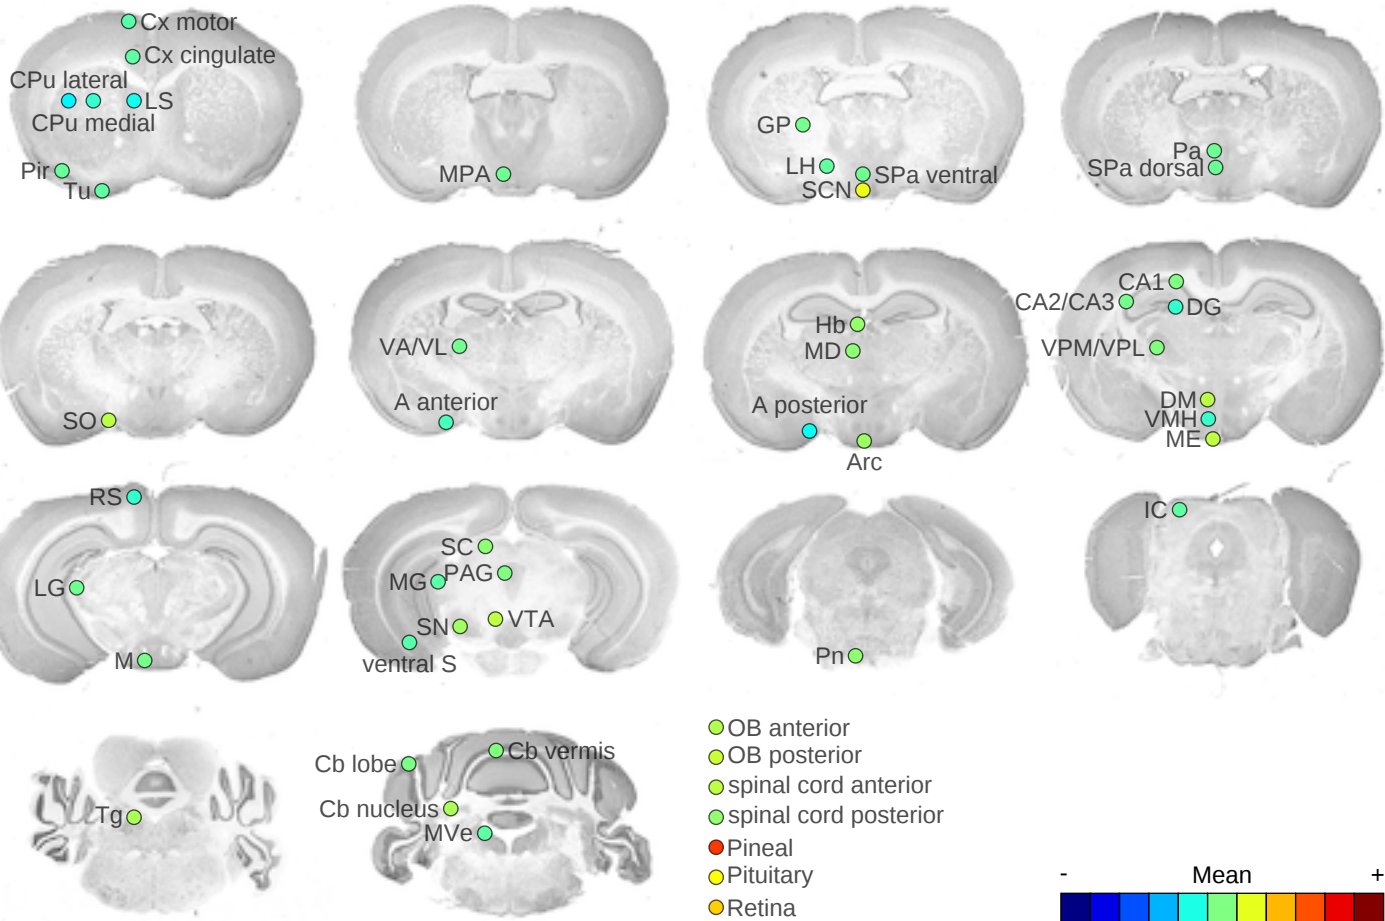 Cx motor
Cx cingulate
CPu lateral
LS
CPu medial
Pir
Tu
MPA
GP
LH
SPa ventral
SCN
Pa
SPa dorsal
SO
VA/VL
A anterior
Hb
MD
A posterior
Arc
CA1
CA2/CA3
DG
VPM/VPL
DM
VMH
ME
RS
LG
M
SC
MG
PAG
SN
VTA
ventral S
Pn
IC
Tg
Cb lobe
Cb vermis
Cb nucleus
MVe
OB anterior
OB posterior
spinal cord anterior
spinal cord posterior
Pineal
Pituitary
Retina
- Mean +